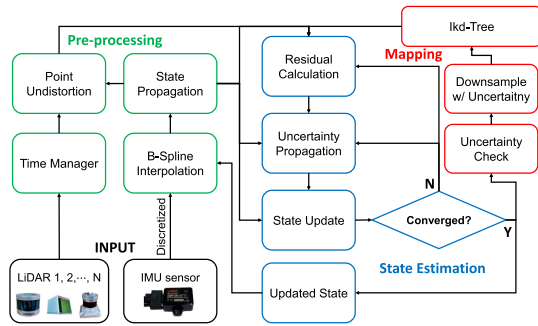 Pre-processing
Point
Undistortion
State
Propagation
Time Manager
B-Spline
Interpolation
Discretized
INPUT
LiDAR 1, 2,···, N
IMU sensor
Residual
Calculation
Uncertainty
Propagation
State Update
Updated State
Converged?
N
Y
State Estimation
Mapping
Ikd-Tree
Downsample
w/ Uncertaitny
Uncertainty
Check